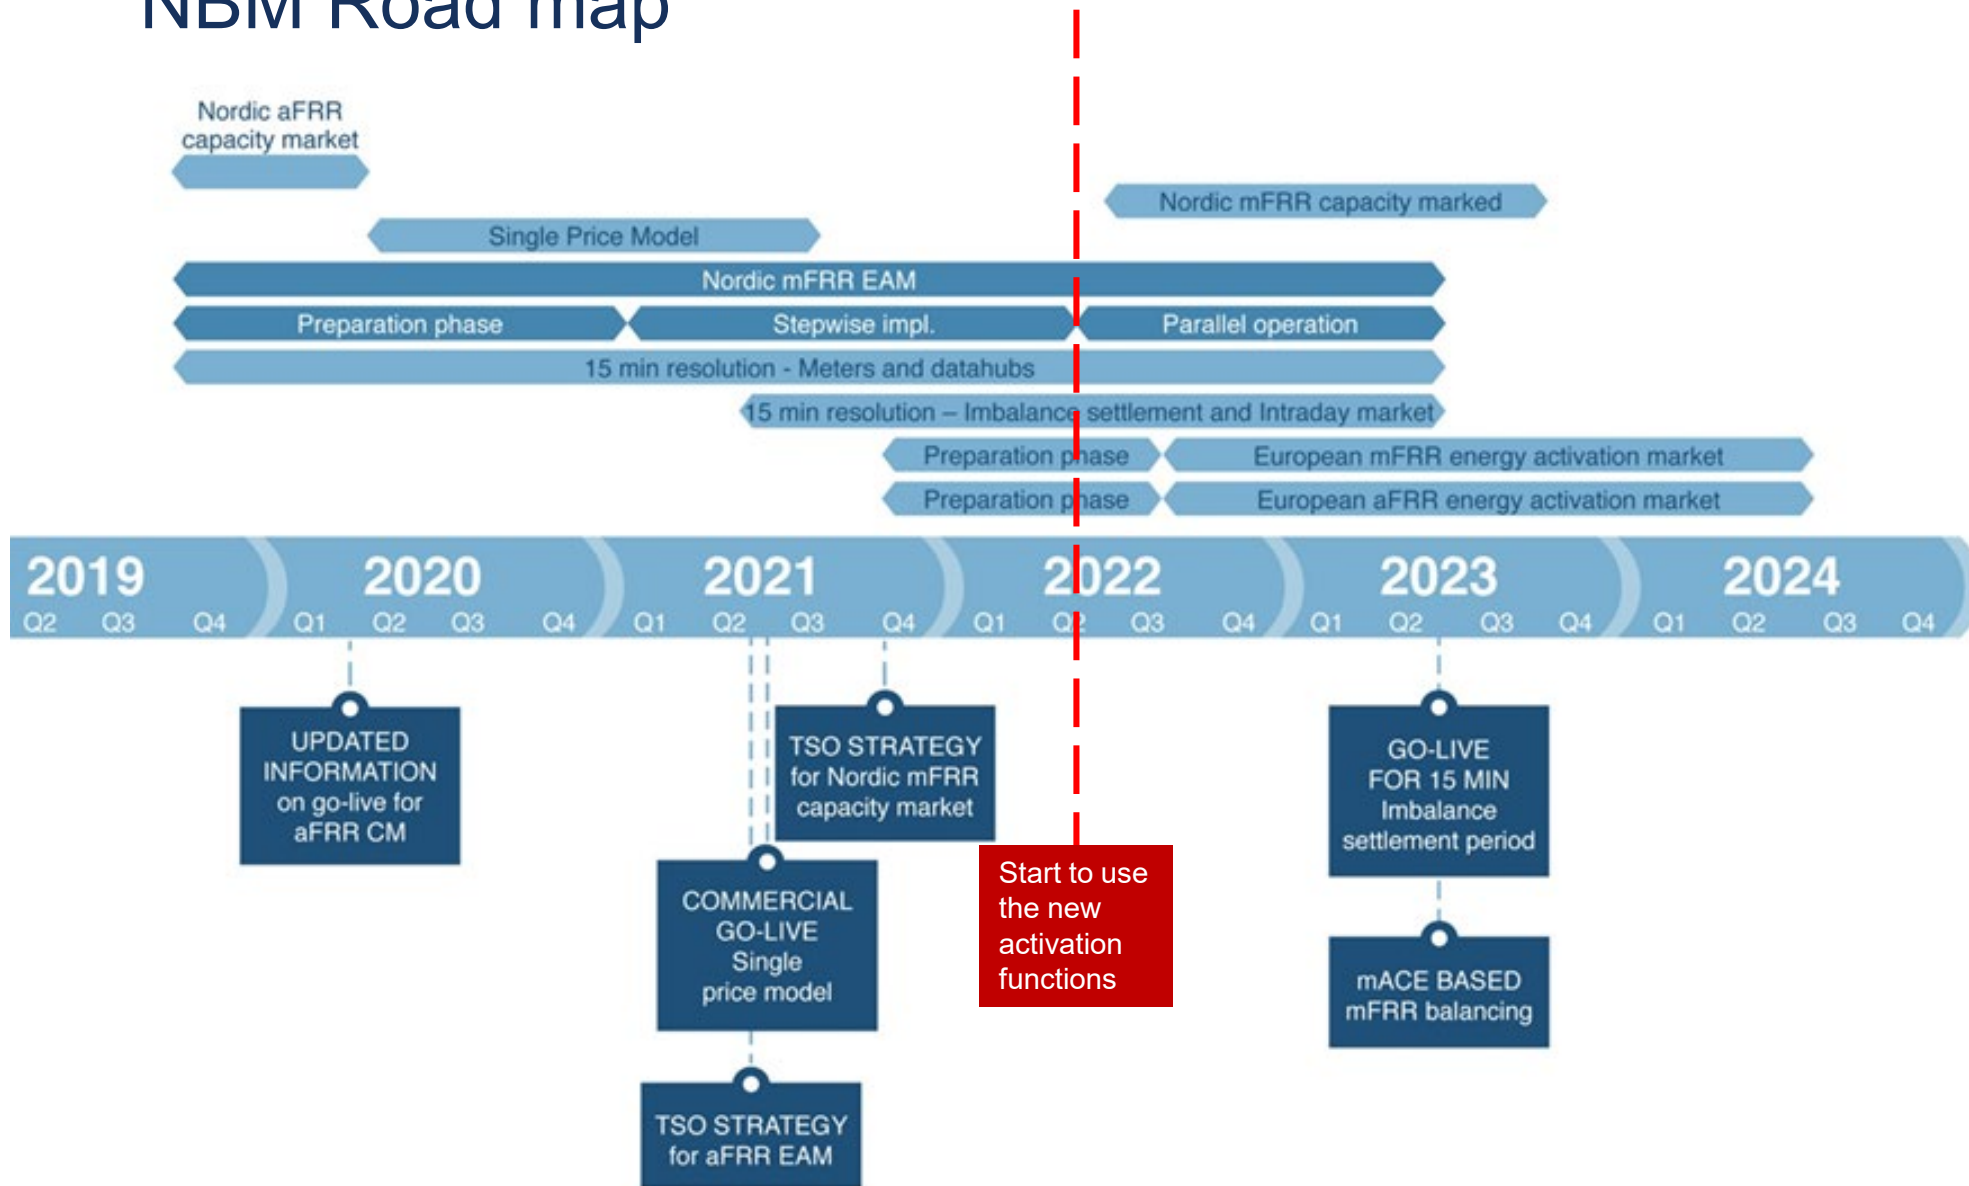 NBM Road map
Nordic aFRR
capacity market
Nordic mFRR capacity marked
Single Price Model
Nordic mFRR EAM
Preparation phase
Stepwise impl.
Parallel operation
15 min resolution - Meters and datahubs
15 min resolution – Imbalance settlement and Intraday market
Preparation phase
European mFRR energy activation market
Preparation phase
European aFRR energy activation market
2019
2020
2021
2022
2023
2024
Q2 Q3 Q4 Q1 Q2 Q3 Q4 Q1 Q2 Q3 Q4 Q1 Q2 Q3 Q4 Q1 Q2 Q3 Q4 Q1 Q2 Q3 Q4
UPDATED
INFORMATION
on go-live for
aFRR CM
TSO STRATEGY
for Nordic mFRR
capacity market
COMMERCIAL
GO-LIVE
Single
price model
TSO STRATEGY
for aFRR EAM
Start to use
the new
activation
functions
GO-LIVE
FOR 15 MIN
Imbalance
settlement period
mACE BASED
mFRR balancing